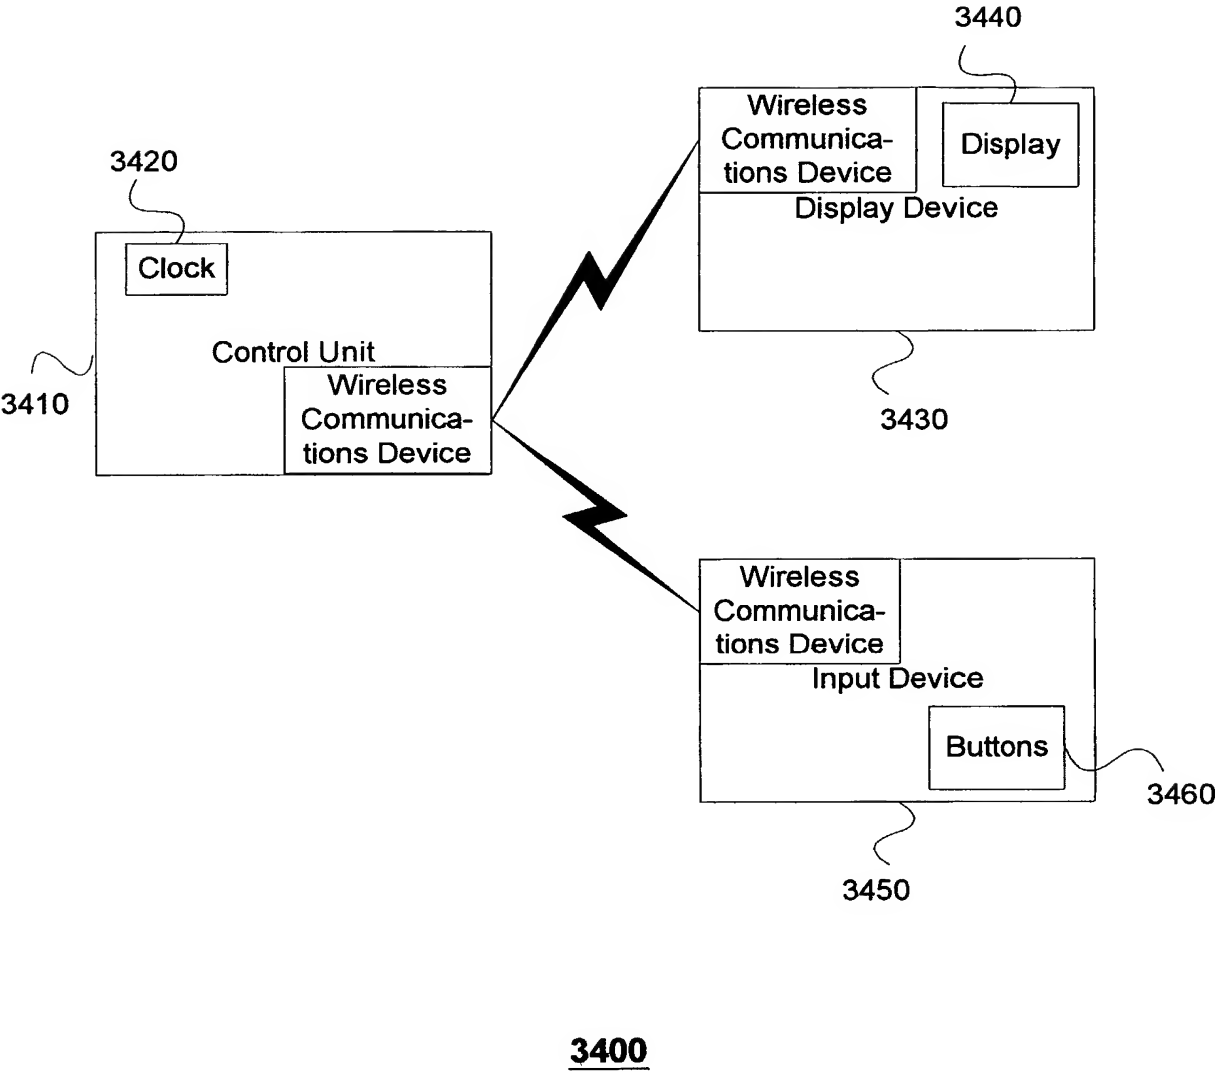 3440
Wireless
Communica-
tions Device
Display
Display Device
3430
3420
Clock
Control Unit
Wireless
Communica-
tions Device
3410
Wireless
Communica-
tions Device
Input Device
Buttons
3460
3450
3400